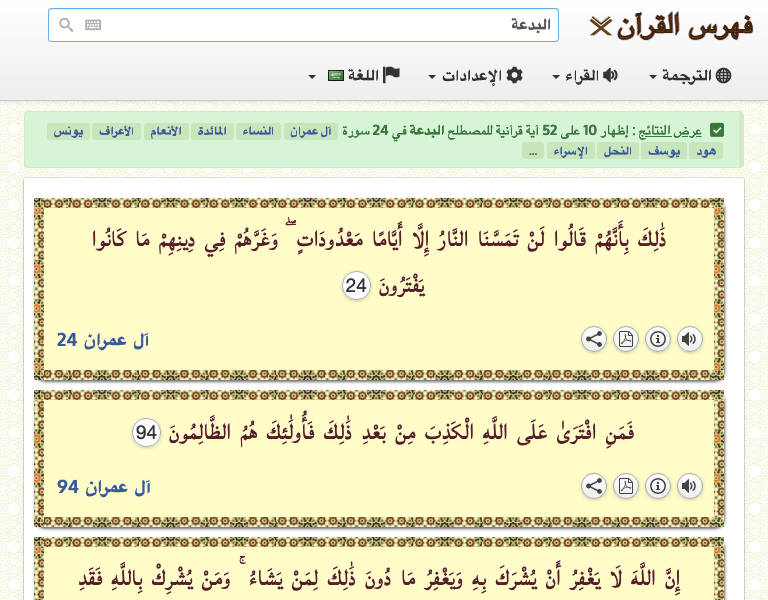 فهرس القرآن
البدعة
الترجمة
القراء
الإعدادات
اللغة
عرض النتائج : إظهار 10 على 52 آية قرآنية للمصطلح البدعة في 24 سورة آل عمران النساء المائدة الأنعام الأعراف يونس
هود يوسف النحل الإسراء ...
ذَٰلِكَ بِأَنَّهُمْ قَالُوا لَنْ تَمَسَّنَا النَّارُ إِلَّا أَيَّامًا مَعْدُودَاتٍ ۖ وَغَرَّهُمْ فِي دِينِهِمْ مَا كَانُوا
يَفْتَرُونَ 24
آل عمران 24
فَمَنِ افْتَرَىٰ عَلَى اللَّهِ الْكَذِبَ مِنْ بَعْدِ ذَٰلِكَ فَأُولَٰئِكَ هُمُ الظَّالِمُونَ 94
آل عمران 94
إِنَّ اللَّهَ لَا يَغْفِرُ أَنْ يُشْرَكَ بِهِ وَيَغْفِرُ مَا دُونَ ذَٰلِكَ لِمَنْ يَشَاءُ ۚ وَمَنْ يُشْرِكْ بِاللَّهِ فَقَدِ